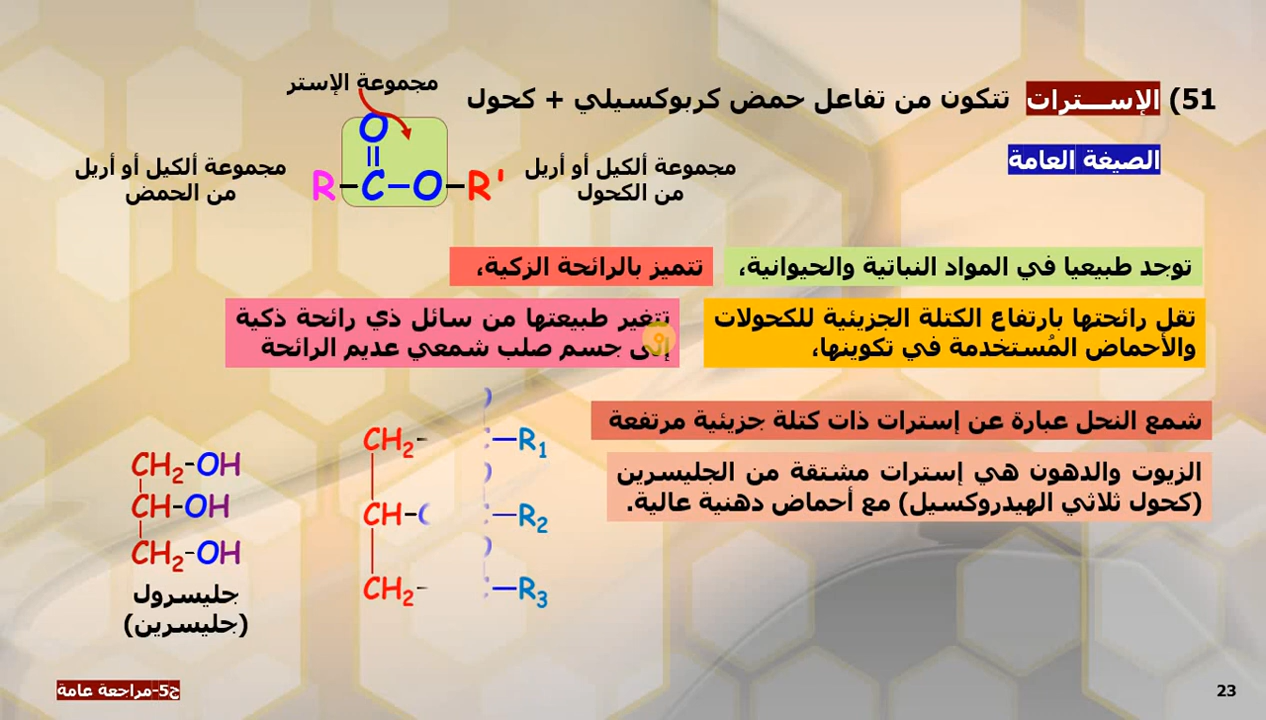 51) الإسترات تتكون من تفاعل حمض كربوكسيلي + كحول
مجموعة الإستر
الصيغة العامة
O
R-C-O-R'
مجموعة ألكيل أو أريل
من الكحول
مجموعة ألكيل أو أريل
من الحمض
توجد طبيعيا في المواد النباتية والحيوانية،
تتميز بالرائحة الزكية،
تقل رائحتها بارتفاع الكتلة الجزيئية للكحولات
والأحماض المُستخدمة في تكوينها،
تتغير طبيعتها من سائل ذي رائحة ذكية
إلى جسم صلب شمعي عديم الرائحة
شمع النحل عبارة عن إسترات ذات كتلة جزيئية مرتفعة
الزيوت والدهون هي إسترات مشتقة من الجليسرين
(كحول ثلاثي الهيدروكسيل) مع أحماض دهنية عالية.
CH₂- -R₁
CH- -R₂
CH₂- -R₃
CH₂-OH
CH-OH
CH₂-OH
جليسرول
(جليسرين)
ج5-مراجعة عامة
23